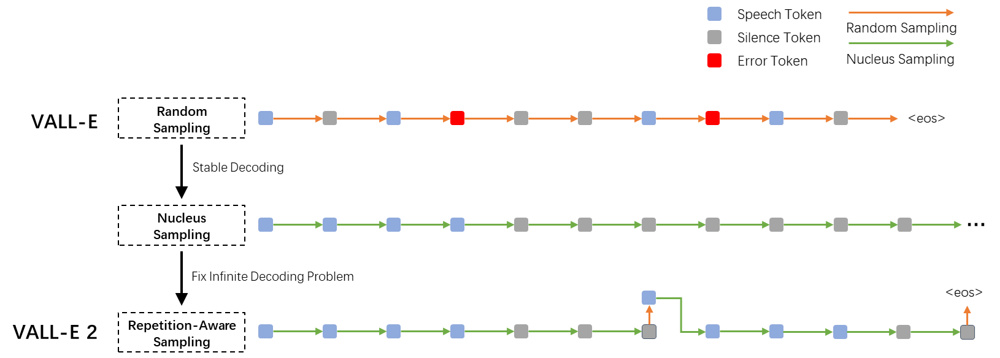 Speech Token
Random Sampling
Silence Token
Nucleus Sampling
Error Token
VALL-E
Random
Sampling
<eos>
Stable Decoding
Nucleus
Sampling
...
Fix Infinite Decoding Problem
<eos>
VALL-E 2
Repetition-Aware
Sampling